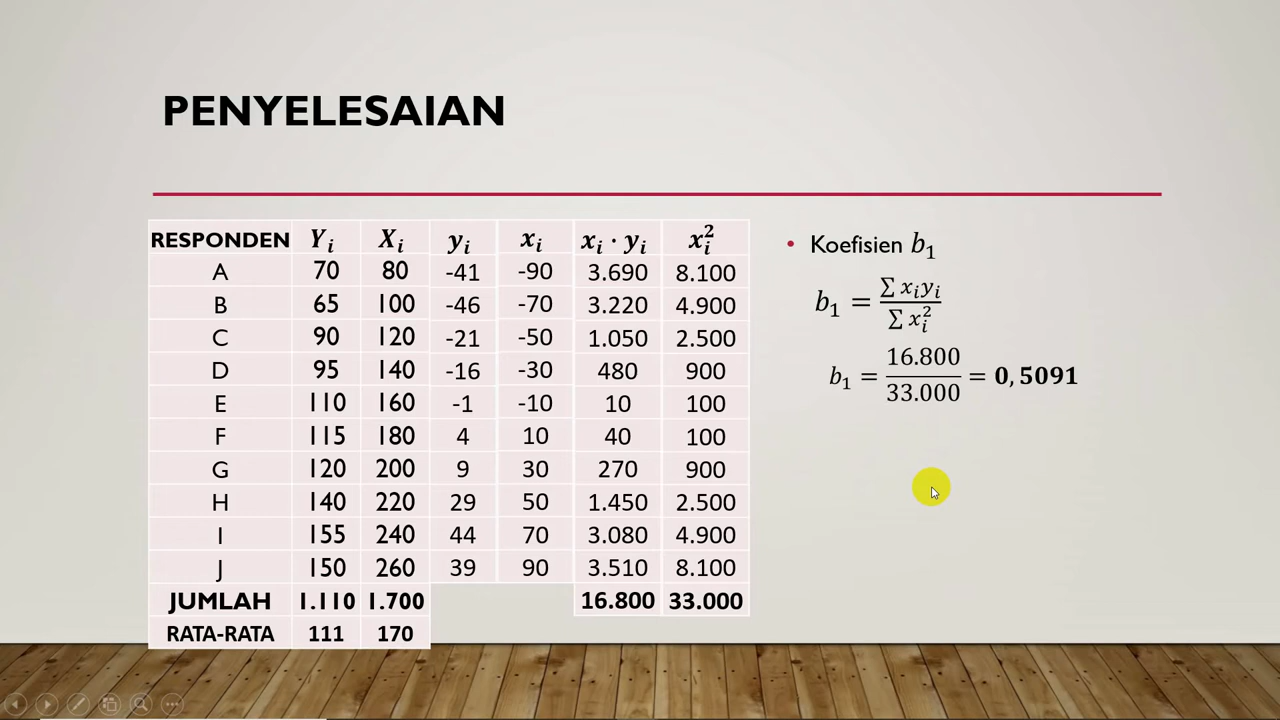 PENYELESAIAN
RESPONDEN Yᵢ Xᵢ yᵢ xᵢ xᵢ · yᵢ xᵢ²
A 70 80 -41 -90 3.690 8.100
B 65 100 -46 -70 3.220 4.900
C 90 120 -21 -50 1.050 2.500
D 95 140 -16 -30 480 900
E 110 160 -1 -10 10 100
F 115 180 4 10 40 100
G 120 200 9 30 270 900
H 140 220 29 50 1.450 2.500
I 155 240 44 70 3.080 4.900
J 150 260 39 90 3.510 8.100
JUMLAH 1.110 1.700 16.800 33.000
RATA-RATA 111 170
• Koefisien b₁
b₁ = ∑ xᵢyᵢ / ∑ xᵢ²
b₁ = 16.800 / 33.000 = 0,5091